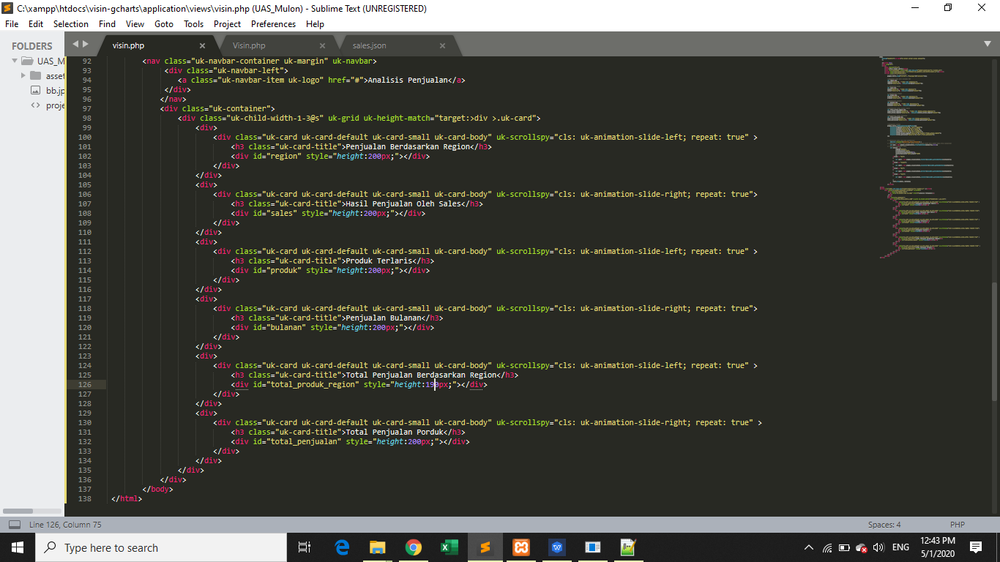 C:\xampp\htdocs\visin-gcharts\application\views\visin.php (UAS_Mulon) - Sublime Text (UNREGISTERED)
File Edit Selection Find View Goto Tools Project Preferences Help
FOLDERS
UAS_M
asset
bb.jp
proje
visin.php
Visin.php
sales.json
92 <nav class="uk-navbar-container uk-margin" uk-navbar>
93 <div class="uk-navbar-left">
94 <a class="uk-navbar-item uk-logo" href="#">Analisis Penjualan</a>
95 </div>
96 </nav>
97 <div class="uk-container">
98 <div class="uk-child-width-1-3@s" uk-grid uk-height-match="target:>div >.uk-card">
99 <div>
100 <div class="uk-card uk-card-default uk-card-small uk-card-body" uk-scrollspy="cls: uk-animation-slide-left; repeat: true" >
101 <h3 class="uk-card-title">Penjualan Berdasarkan Region</h3>
102 <div id="region" style="height:200px;"></div>
103 </div>
104 </div>
105 <div>
106 <div class="uk-card uk-card-default uk-card-small uk-card-body" uk-scrollspy="cls: uk-animation-slide-right; repeat: true">
107 <h3 class="uk-card-title">Hasil Penjualan Oleh Sales</h3>
108 <div id="sales" style="height:200px;"></div>
109 </div>
110 </div>
111 <div>
112 <div class="uk-card uk-card-default uk-card-small uk-card-body" uk-scrollspy="cls: uk-animation-slide-left; repeat: true" >
113 <h3 class="uk-card-title">Produk Terlaris</h3>
114 <div id="produk" style="height:200px;"></div>
115 </div>
116 </div>
117 <div>
118 <div class="uk-card uk-card-default uk-card-small uk-card-body" uk-scrollspy="cls: uk-animation-slide-right; repeat: true">
119 <h3 class="uk-card-title">Penjualan Bulanan</h3>
120 <div id="bulanan" style="height:200px;"></div>
121 </div>
122 </div>
123 <div>
124 <div class="uk-card uk-card-default uk-card-small uk-card-body" uk-scrollspy="cls: uk-animation-slide-left; repeat: true" >
125 <h3 class="uk-card-title">Total Penjualan Berdasarkan Region</h3>
126 <div id="total_produk_region" style="height:190px;"></div>
127 </div>
128 </div>
129 <div>
130 <div class="uk-card uk-card-default uk-card-small uk-card-body" uk-scrollspy="cls: uk-animation-slide-right; repeat: true" >
131 <h3 class="uk-card-title">Total Penjualan Porduk</h3>
132 <div id="total_penjualan" style="height:200px;"></div>
133 </div>
134 </div>
135 </div>
136 </div>
137 </body>
138 </html>
Line 126, Column 75
Spaces: 4
PHP
Type here to search
ENG
12:43 PM
5/1/2020